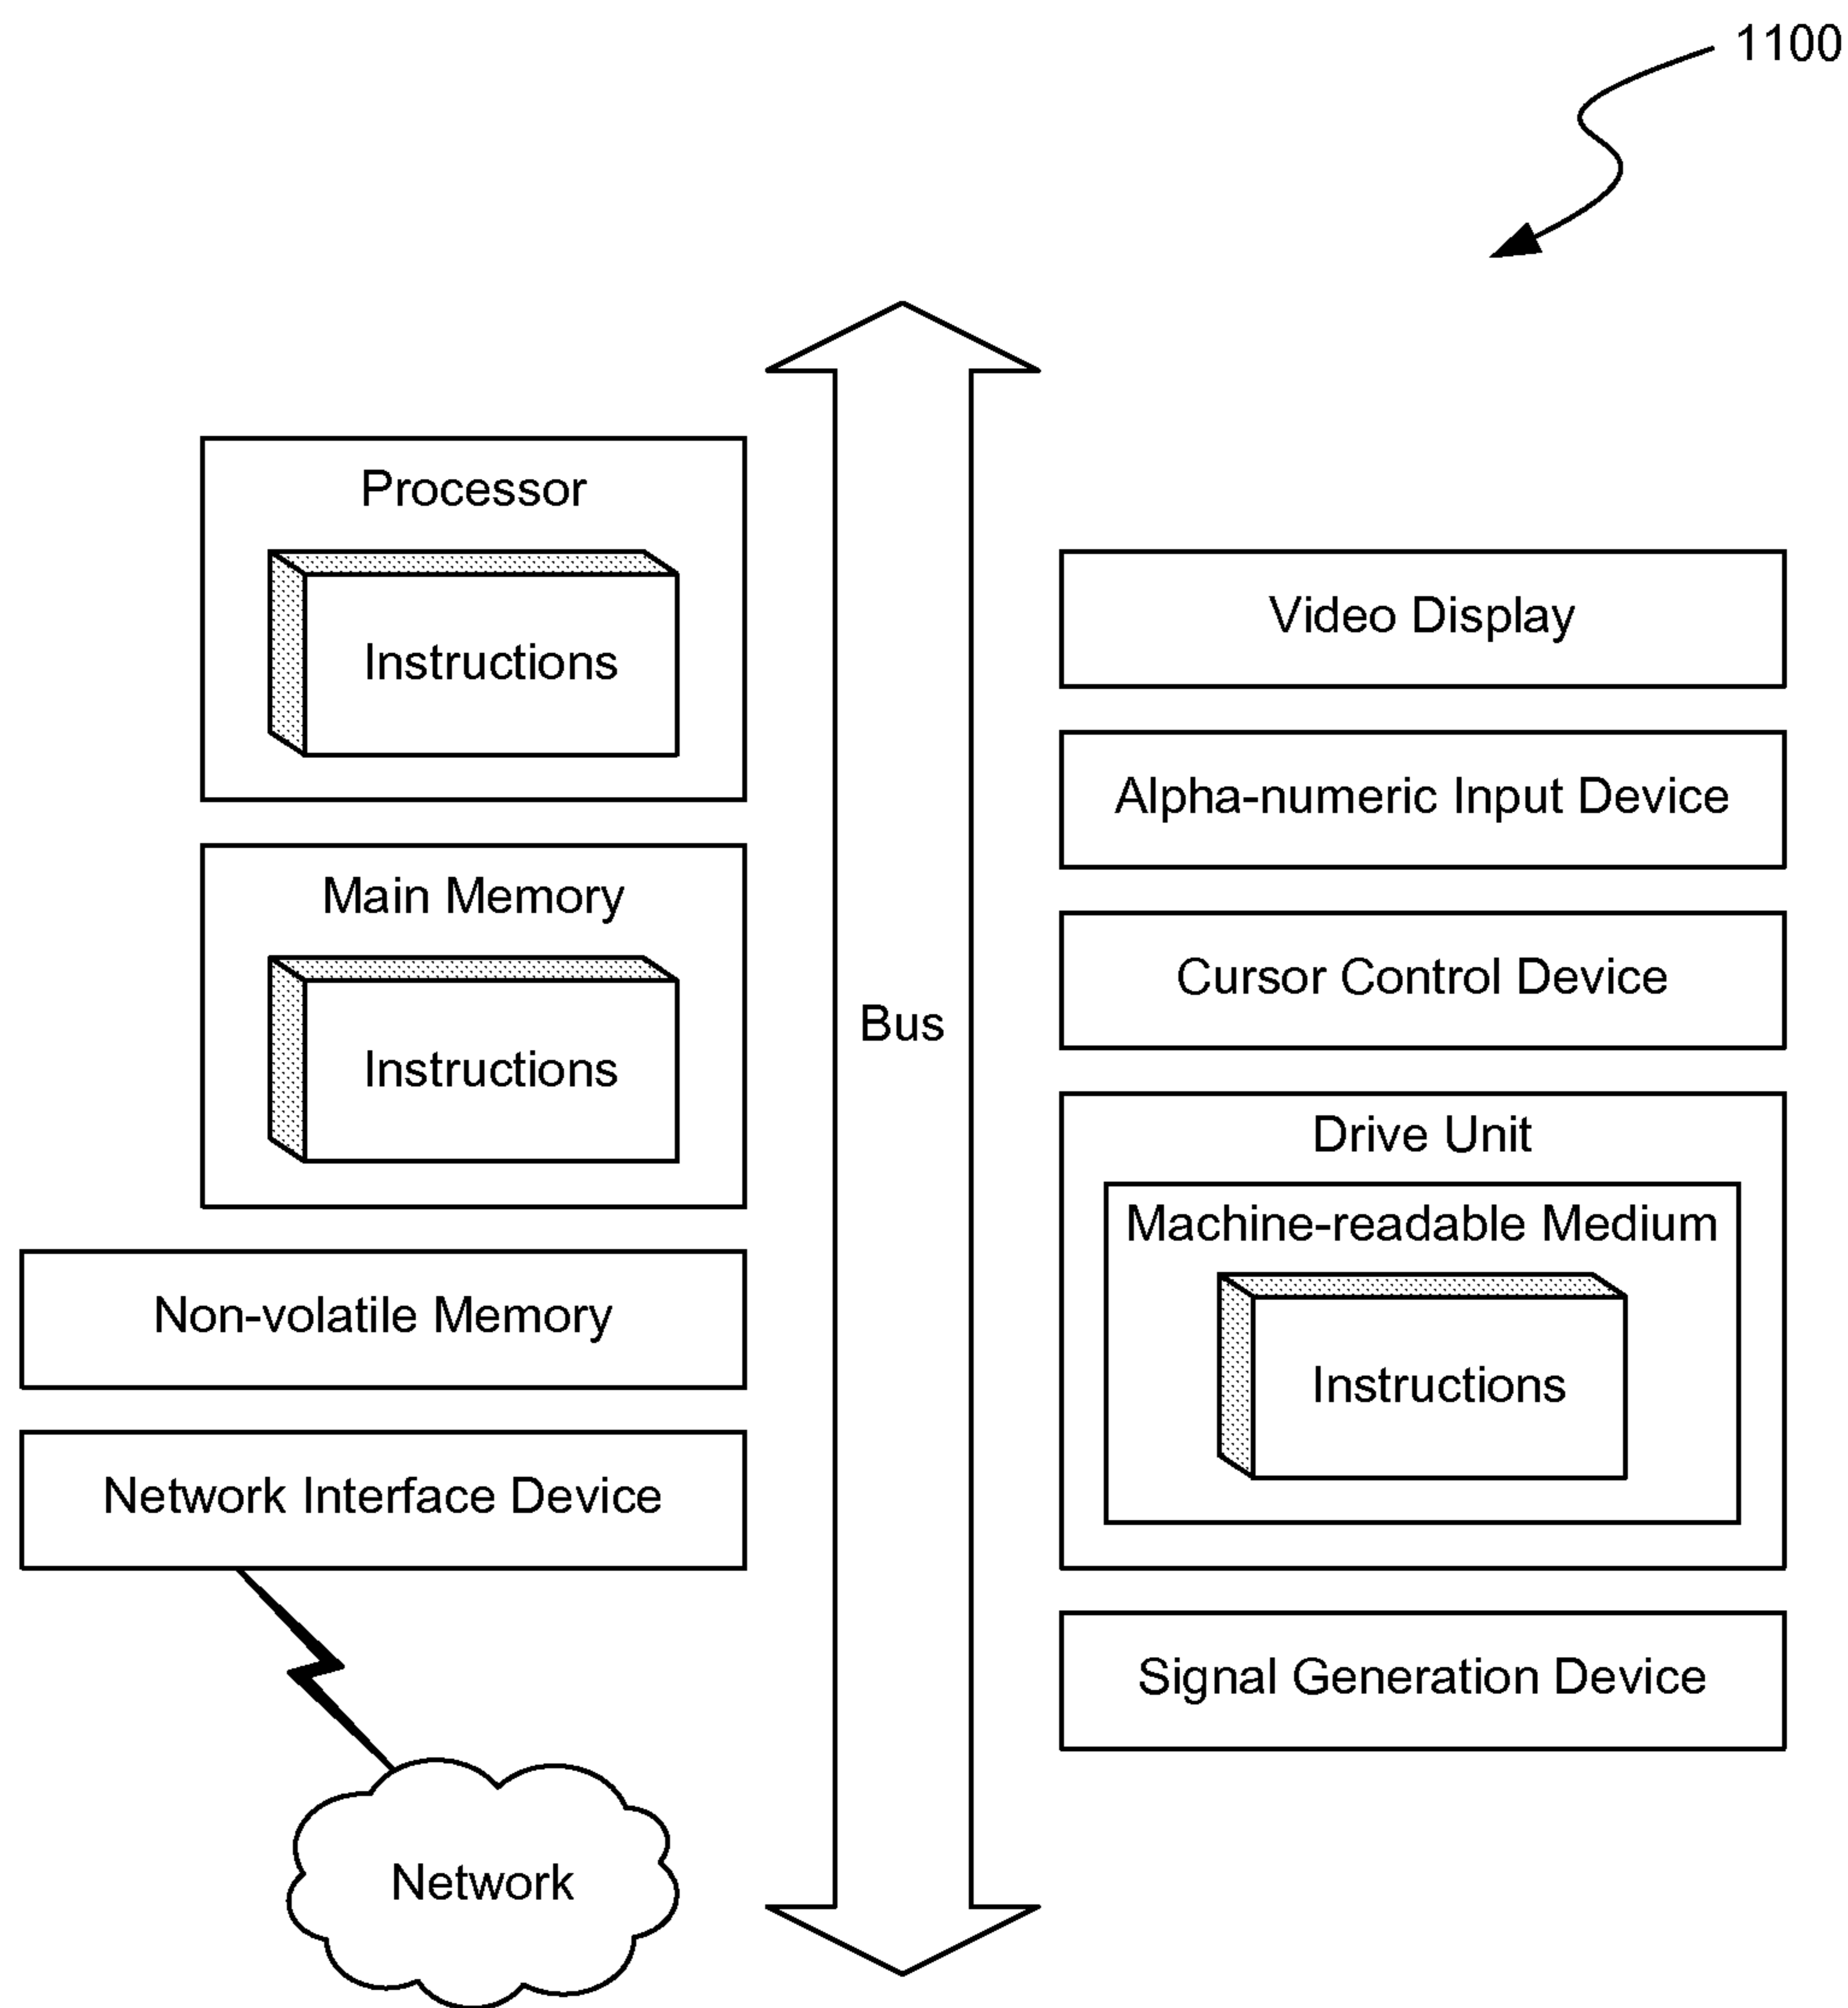 1100
Processor
Instructions
Main Memory
Instructions
Non-volatile Memory
Network Interface Device
Network
Bus
Video Display
Alpha-numeric Input Device
Cursor Control Device
Drive Unit
Machine-readable Medium
Instructions
Signal Generation Device